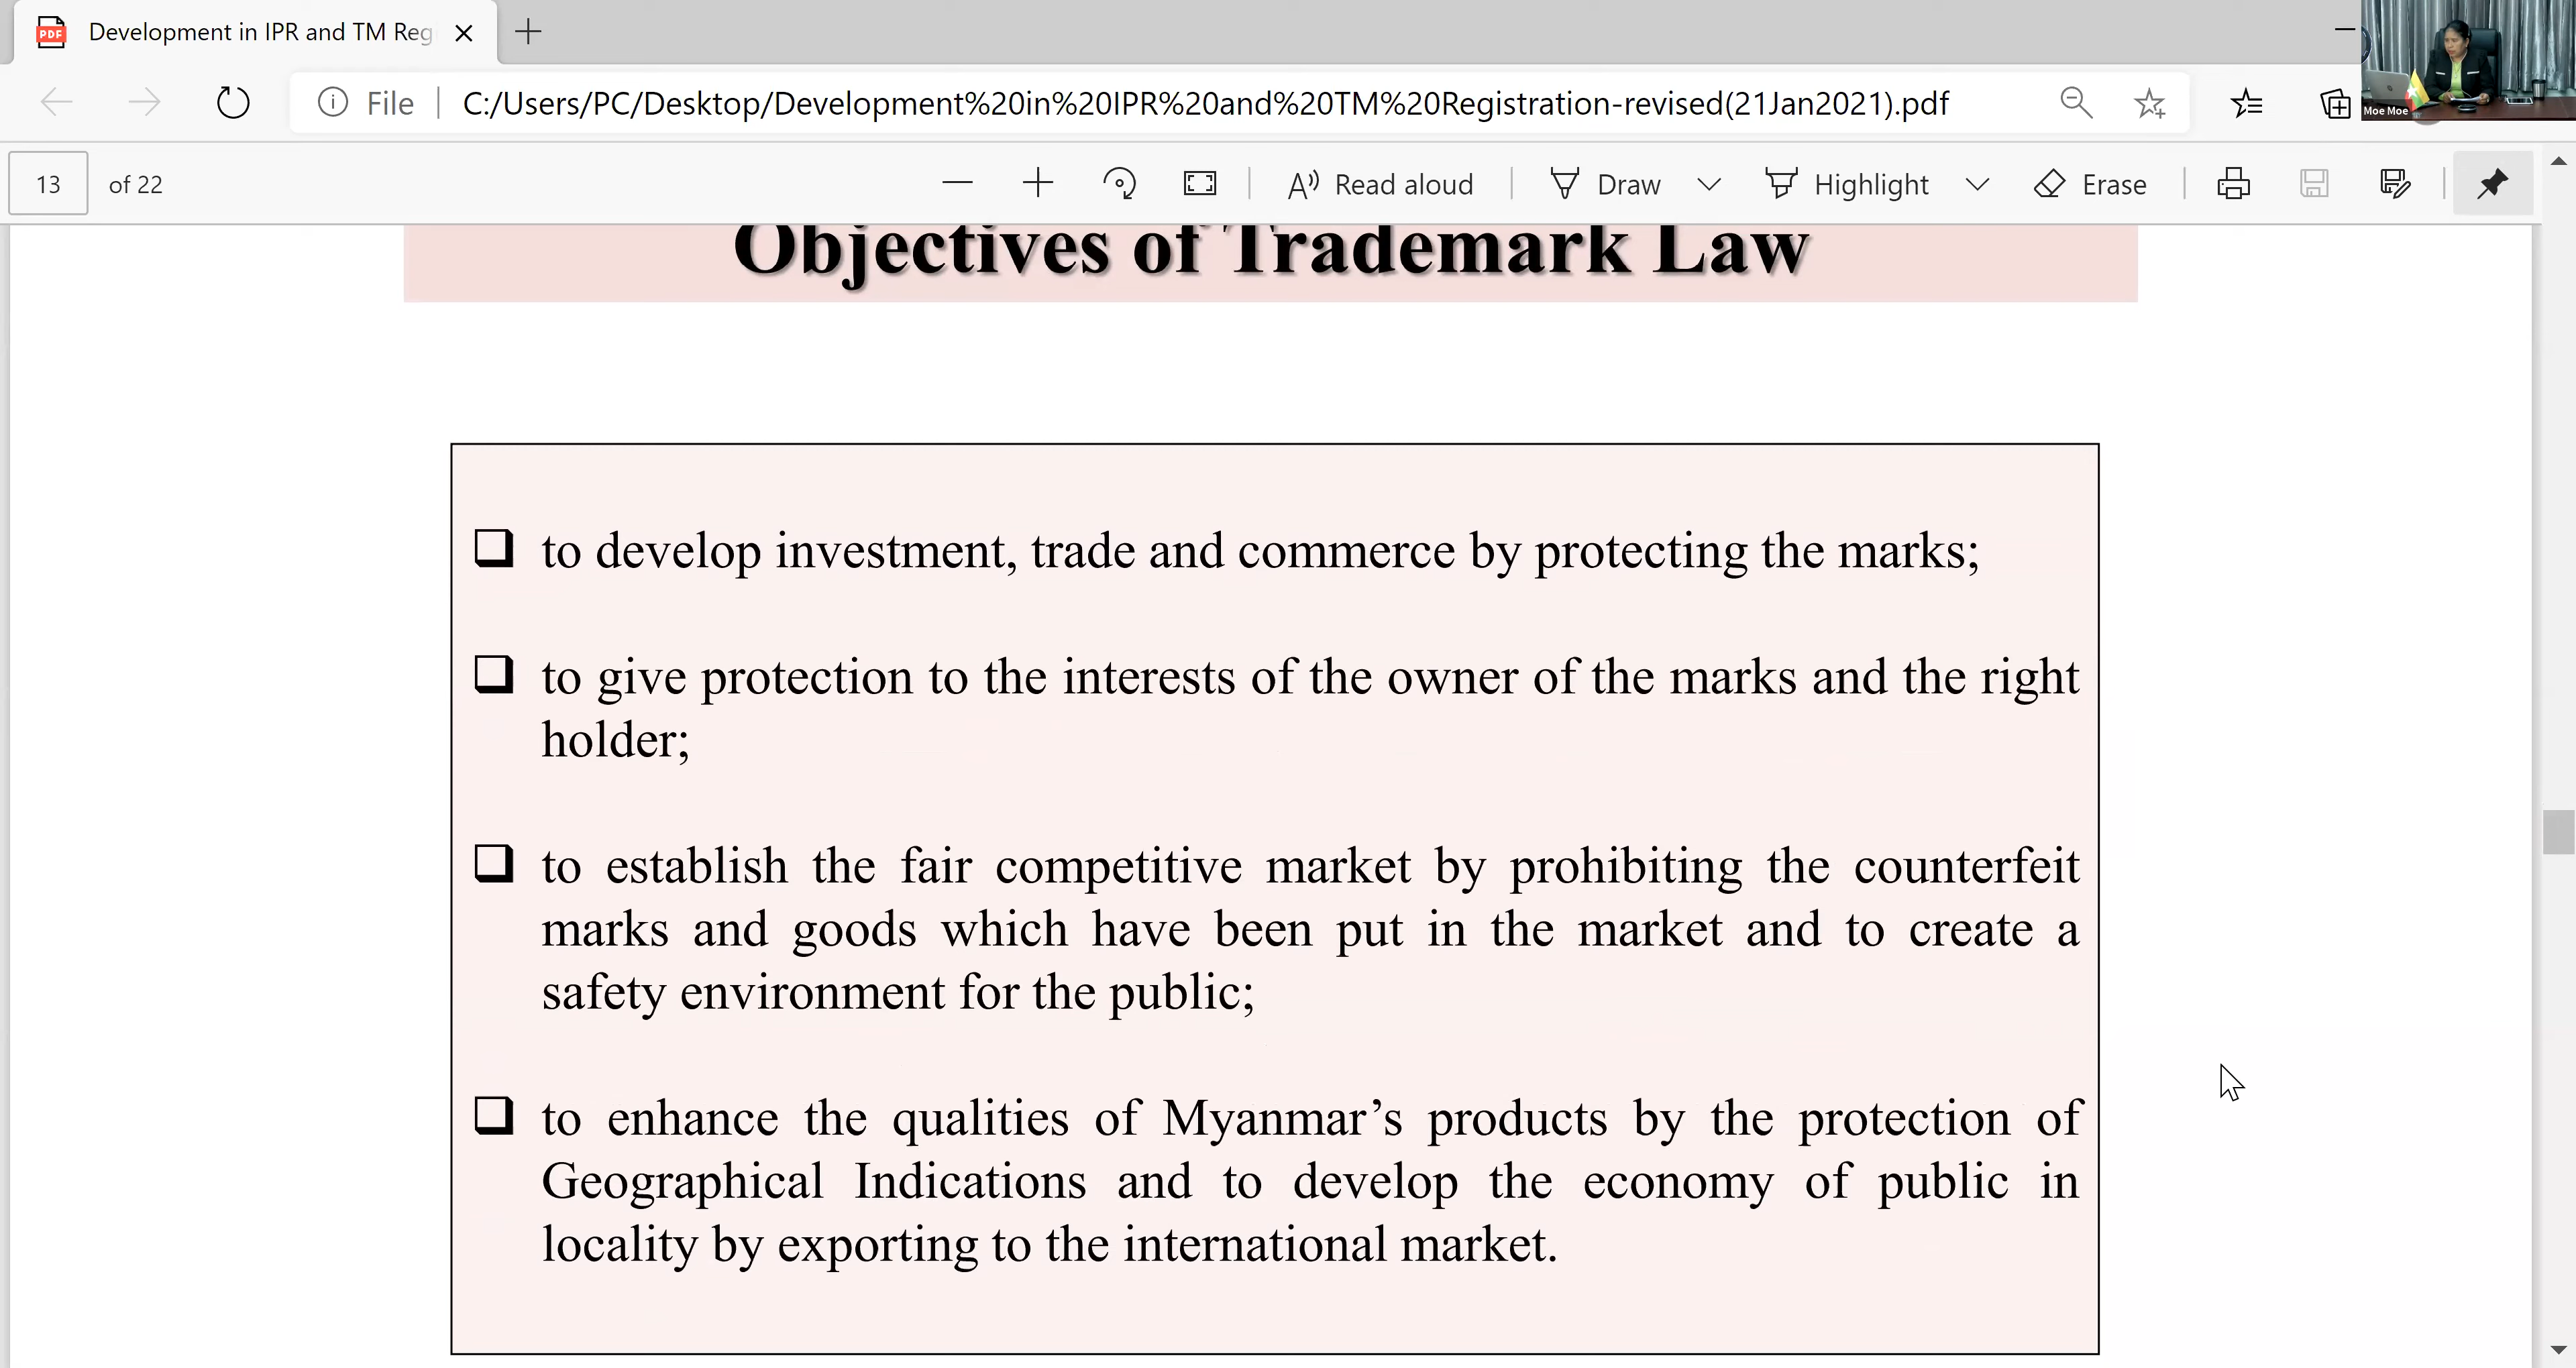 Development in IPR and TM Reg
File
C:/Users/PC/Desktop/Development%20in%20IPR%20and%20TM%20Registration-revised(21Jan2021).pdf
Moe Moe
13 of 22
Read aloud
Draw
Highlight
Erase
Objectives of Trademark Law
to develop investment, trade and commerce by protecting the marks;
to give protection to the interests of the owner of the marks and the right
holder;
to establish the fair competitive market by prohibiting the counterfeit
marks and goods which have been put in the market and to create a
safety environment for the public;
to enhance the qualities of Myanmar’s products by the protection of
Geographical Indications and to develop the economy of public in
locality by exporting to the international market.